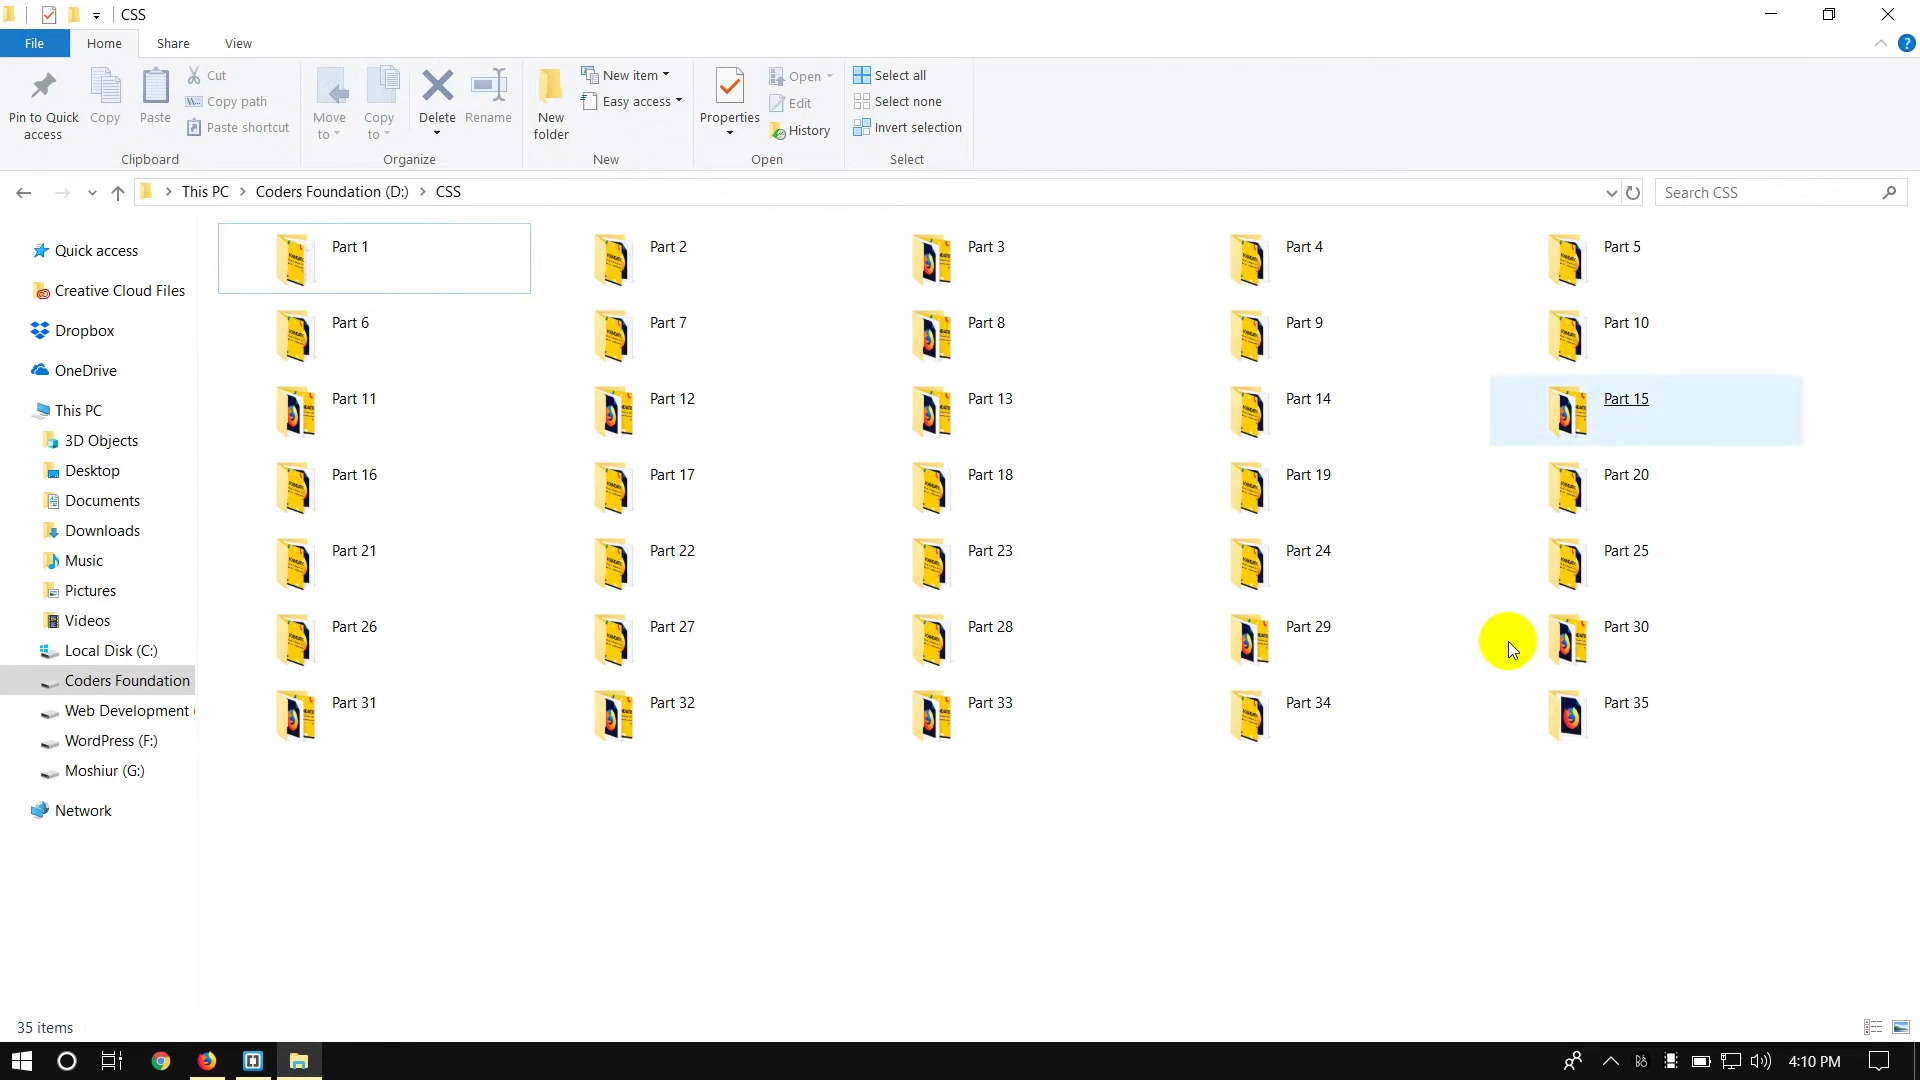 CSS
File Home Share View
Pin to Quick access
Copy
Paste
Cut
Copy path
Paste shortcut
Clipboard
Move to
Copy to
Delete
Rename
Organize
New folder
New item
Easy access
New
Properties
Open
Edit
History
Open
Select all
Select none
Invert selection
Select
This PC Coders Foundation (D:) CSS
Search CSS
Quick access
Creative Cloud Files
Dropbox
OneDrive
This PC
3D Objects
Desktop
Documents
Downloads
Music
Pictures
Videos
Local Disk (C:)
Coders Foundation
Web Development (
WordPress (F:)
Moshiur (G:)
Network
Part 1 Part 2 Part 3 Part 4 Part 5
Part 6 Part 7 Part 8 Part 9 Part 10
Part 11 Part 12 Part 13 Part 14 Part 15
Part 16 Part 17 Part 18 Part 19 Part 20
Part 21 Part 22 Part 23 Part 24 Part 25
Part 26 Part 27 Part 28 Part 29 Part 30
Part 31 Part 32 Part 33 Part 34 Part 35
35 items
4:10 PM